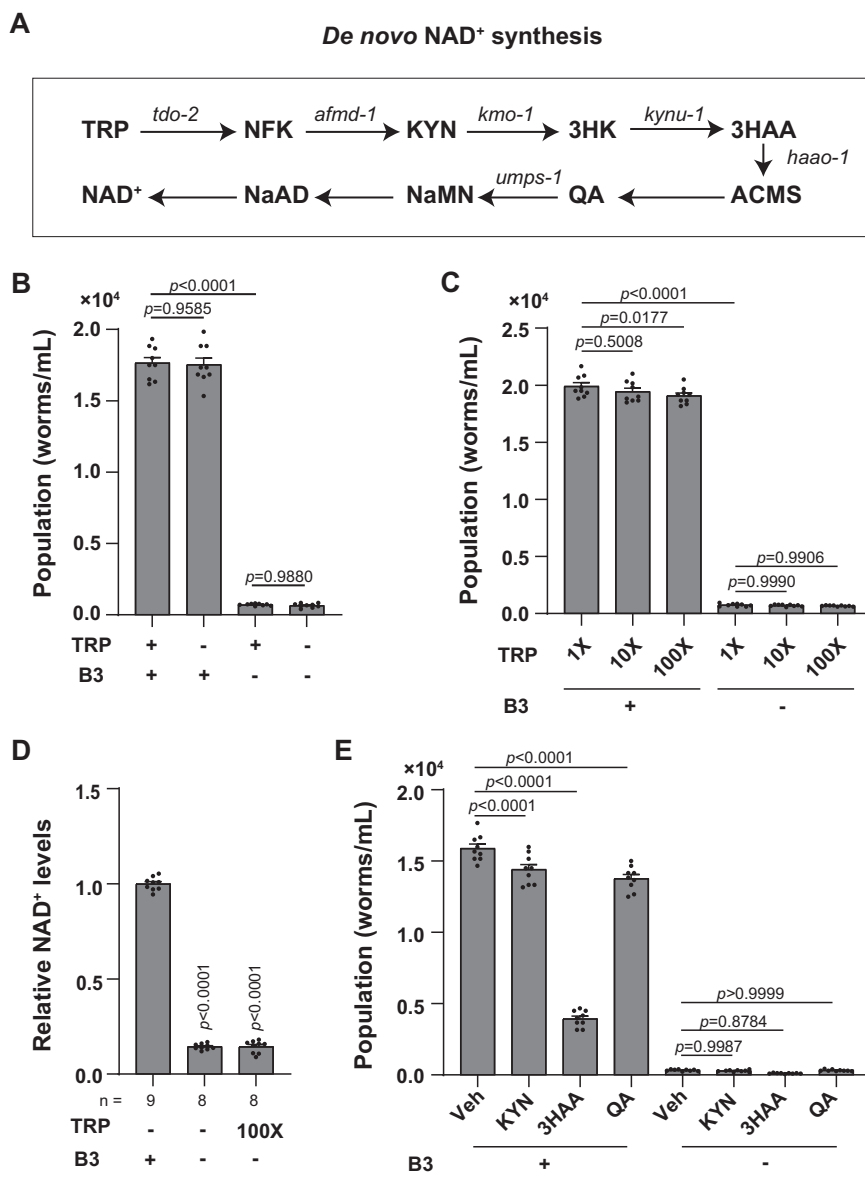 A
De novo NAD⁺ synthesis
TRP tdo-2 NFK afmd-1 KYN kmo-1 3HK kynu-1 3HAA
haao-1
NAD⁺ NaAD NaMN umps-1 QA ACMS
B
×10⁴
Population (worms/mL)
2.0
1.5
1.0
0.5
0.0
p<0.0001
p=0.9585
p=0.9880
TRP + - + -
B3 + + - -
C
×10⁴
Population (worms/mL)
2.5
2.0
1.5
1.0
0.5
0.0
p<0.0001
p=0.0177
p=0.5008
p=0.9906
p=0.9990
TRP 1X 10X 100X 1X 10X 100X
B3 + -
D
Relative NAD⁺ levels
1.5
1.0
0.5
0.0
p<0.0001
p<0.0001
n = 9 8 8
TRP - - 100X
B3 + - -
E
×10⁴
Population (worms/mL)
2.0
1.5
1.0
0.5
0.0
p<0.0001
p<0.0001
p<0.0001
p>0.9999
p=0.8784
p=0.9987
Veh KYN 3HAA QA Veh KYN 3HAA QA
B3 + -